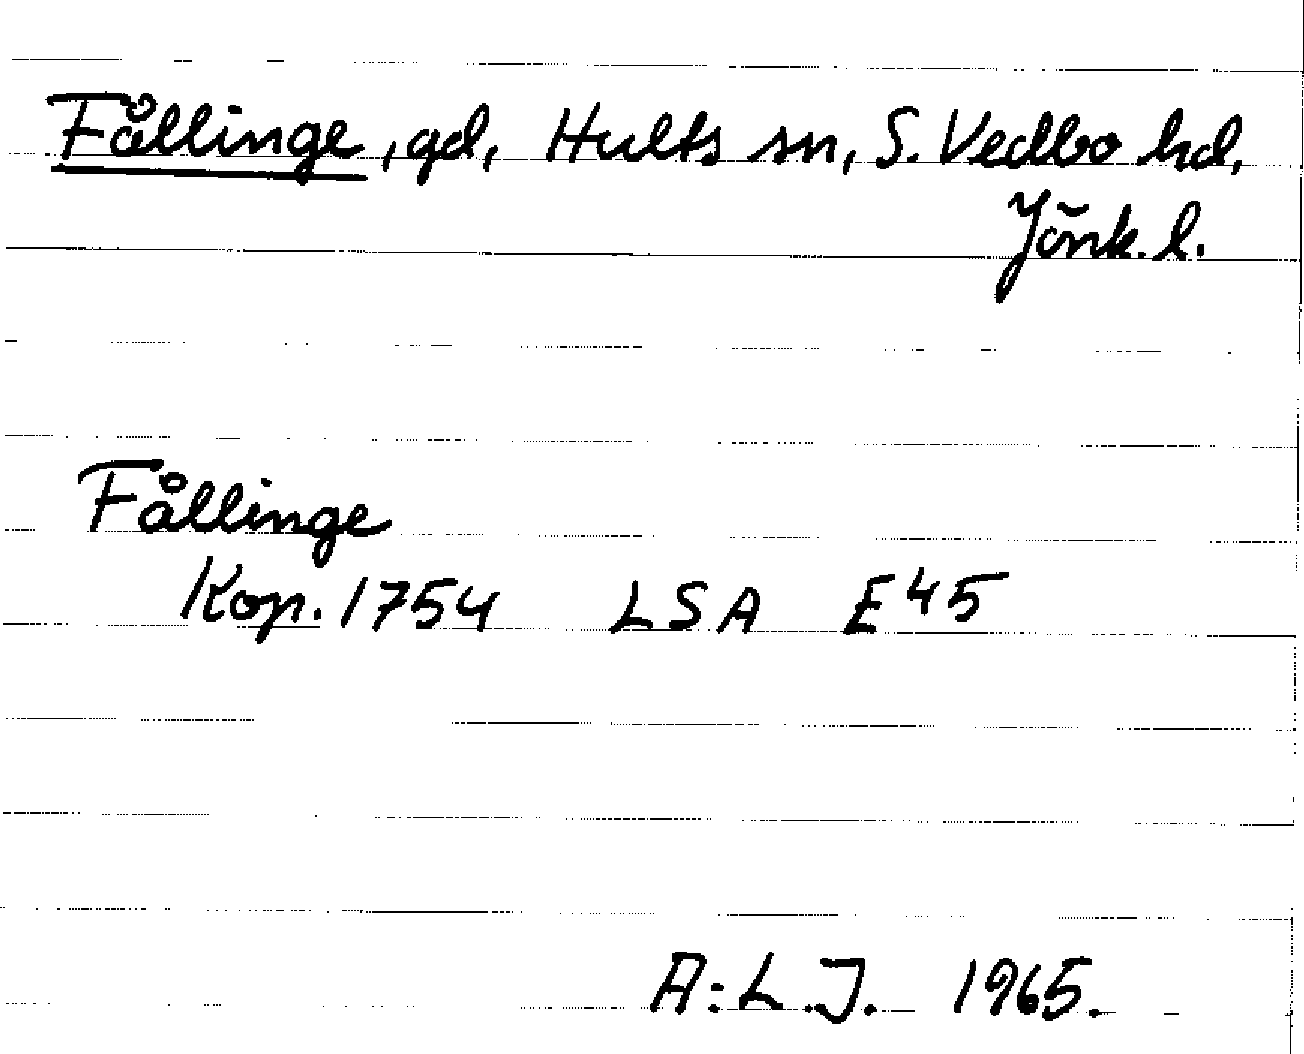 Fållinge, gd, Hults sn, S. Vedbo hd,
Jönk. l.
Fållinge
Kop. 1754 LSA E45
A:L.J. 1965.